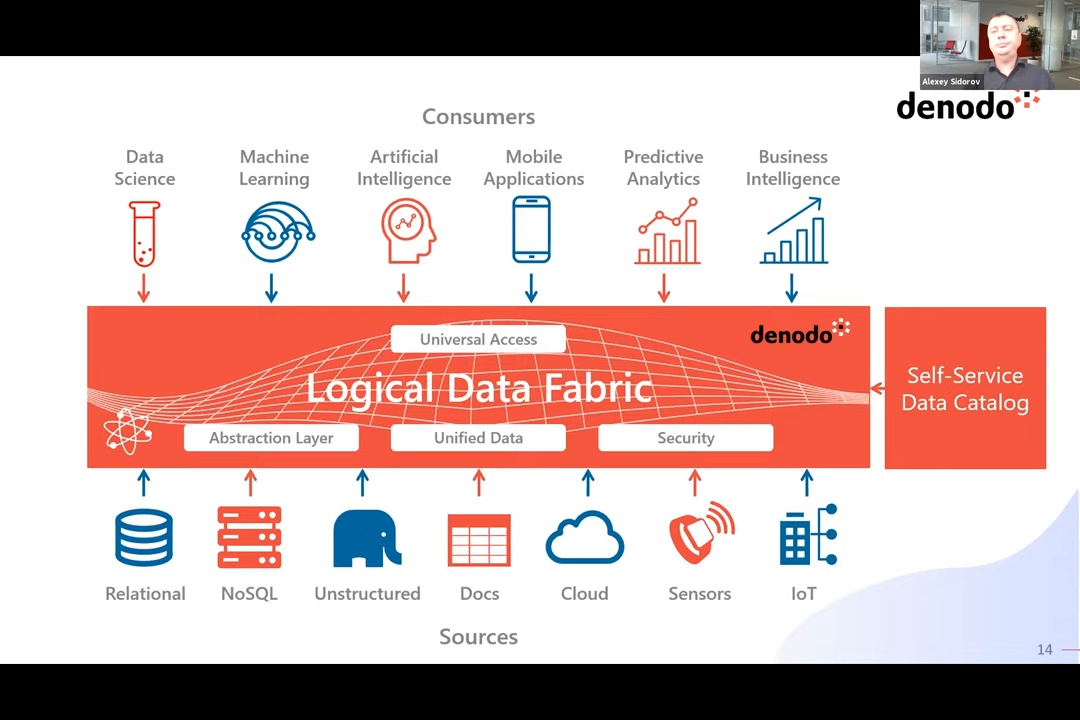 Alexey Sidorov
denodo
Consumers
Data
Science
Machine
Learning
Artificial
Intelligence
Mobile
Applications
Predictive
Analytics
Business
Intelligence
Universal Access
denodo
Logical Data Fabric
Self-Service
Data Catalog
Abstraction Layer
Unified Data
Security
Relational
NoSQL
Unstructured
Docs
Cloud
Sensors
IoT
Sources
14